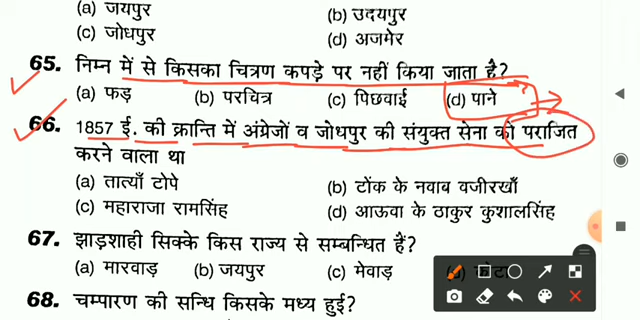 (a) जयपुर (b) उदयपुर
(c) जोधपुर (d) अजमेर
65. निम्न में से किसका चित्रण कपड़े पर नहीं किया जाता है?
(a) फड़ (b) परचित्र (c) पिछवाई (d) पाने
66. 1857 ई. की क्रान्ति में अंग्रेजों व जोधपुर की संयुक्त सेना को पराजित
करने वाला था
(a) तात्याँ टोपे (b) टोंक के नवाब वजीरखाँ
(c) महाराजा रामसिंह (d) आऊवा के ठाकुर कुशालसिंह
67. झाड़शाही सिक्के किस राज्य से सम्बन्धित हैं?
(a) मारवाड़ (b) जयपुर (c) मेवाड़
68. चम्पारण की सन्धि किसके मध्य हुई?